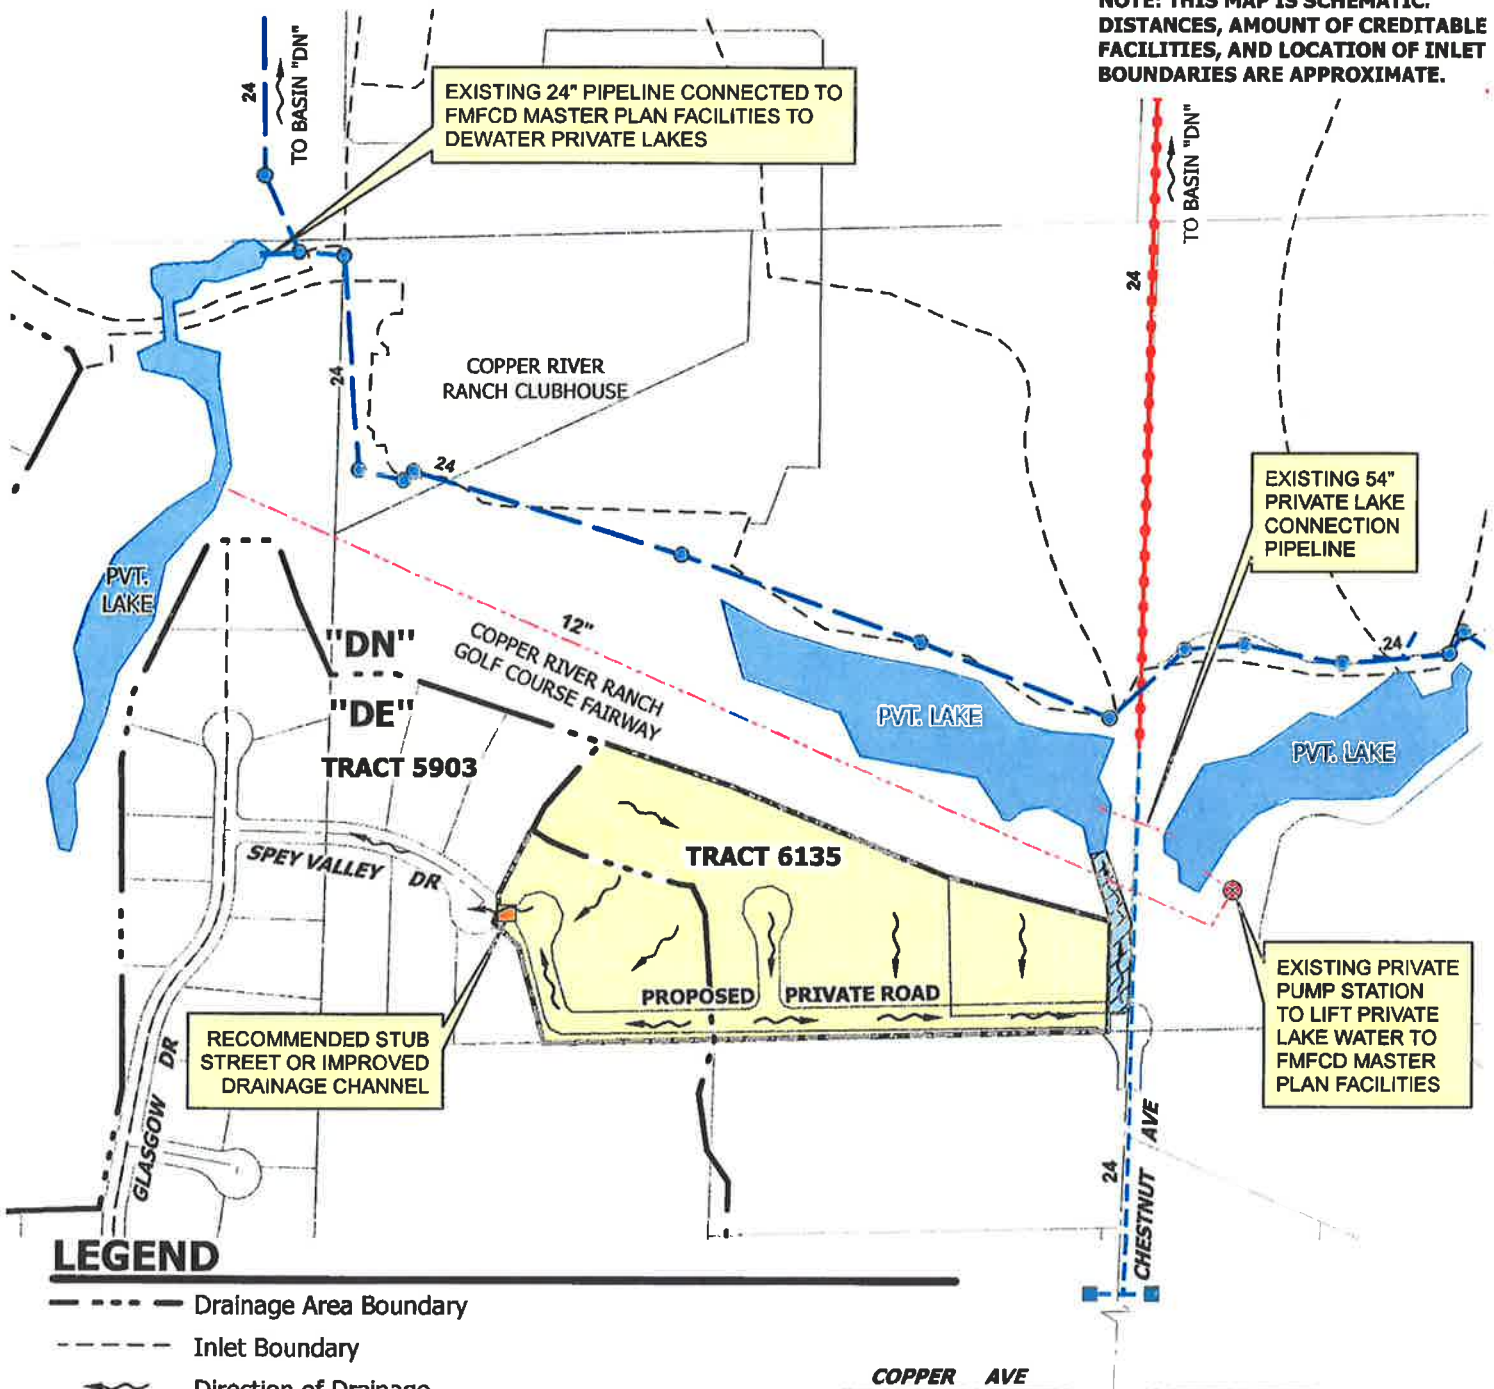 NOTE: THIS MAP IS SCHEMATIC.
DISTANCES, AMOUNT OF CREDITABLE
FACILITIES, AND LOCATION OF INLET
BOUNDARIES ARE APPROXIMATE.
24
TO BASIN "DN"
EXISTING 24" PIPELINE CONNECTED TO
FMFCD MASTER PLAN FACILITIES TO
DEWATER PRIVATE LAKES
TO BASIN "DN"
24
24
COPPER RIVER
RANCH CLUBHOUSE
24
EXISTING 54"
PRIVATE LAKE
CONNECTION
PIPELINE
PVT.
LAKE
12"
COPPER RIVER RANCH
GOLF COURSE FAIRWAY
"DN"
"DE"
TRACT 5903
24
PVT. LAKE
PVT. LAKE
SPEY VALLEY DR
TRACT 6135
PROPOSED PRIVATE ROAD
RECOMMENDED STUB
STREET OR IMPROVED
DRAINAGE CHANNEL
EXISTING PRIVATE
PUMP STATION
TO LIFT PRIVATE
LAKE WATER TO
FMFCD MASTER
PLAN FACILITIES
GLASGOW DR
24
CHESTNUT AVE
LEGEND
Drainage Area Boundary
Inlet Boundary
Direction of Drainage
COPPER AVE